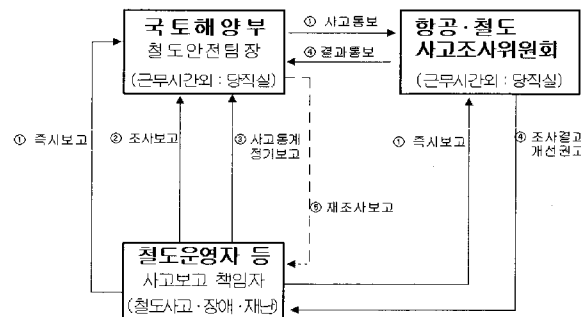 국토해양부
철도안전팀장
(근무시간외 : 당직실)
① 사고통보
④ 결과통보
항공·철도
사고조사위원회
(근무시간외 : 당직실)
① 즉시보고
② 조사보고
③ 사고통계
정기보고
⑤ 재조사보고
① 즉시보고
④ 조사결과
개선권고
철도운영자 등
사고보고 책임자
(철도사고·장애·재난)